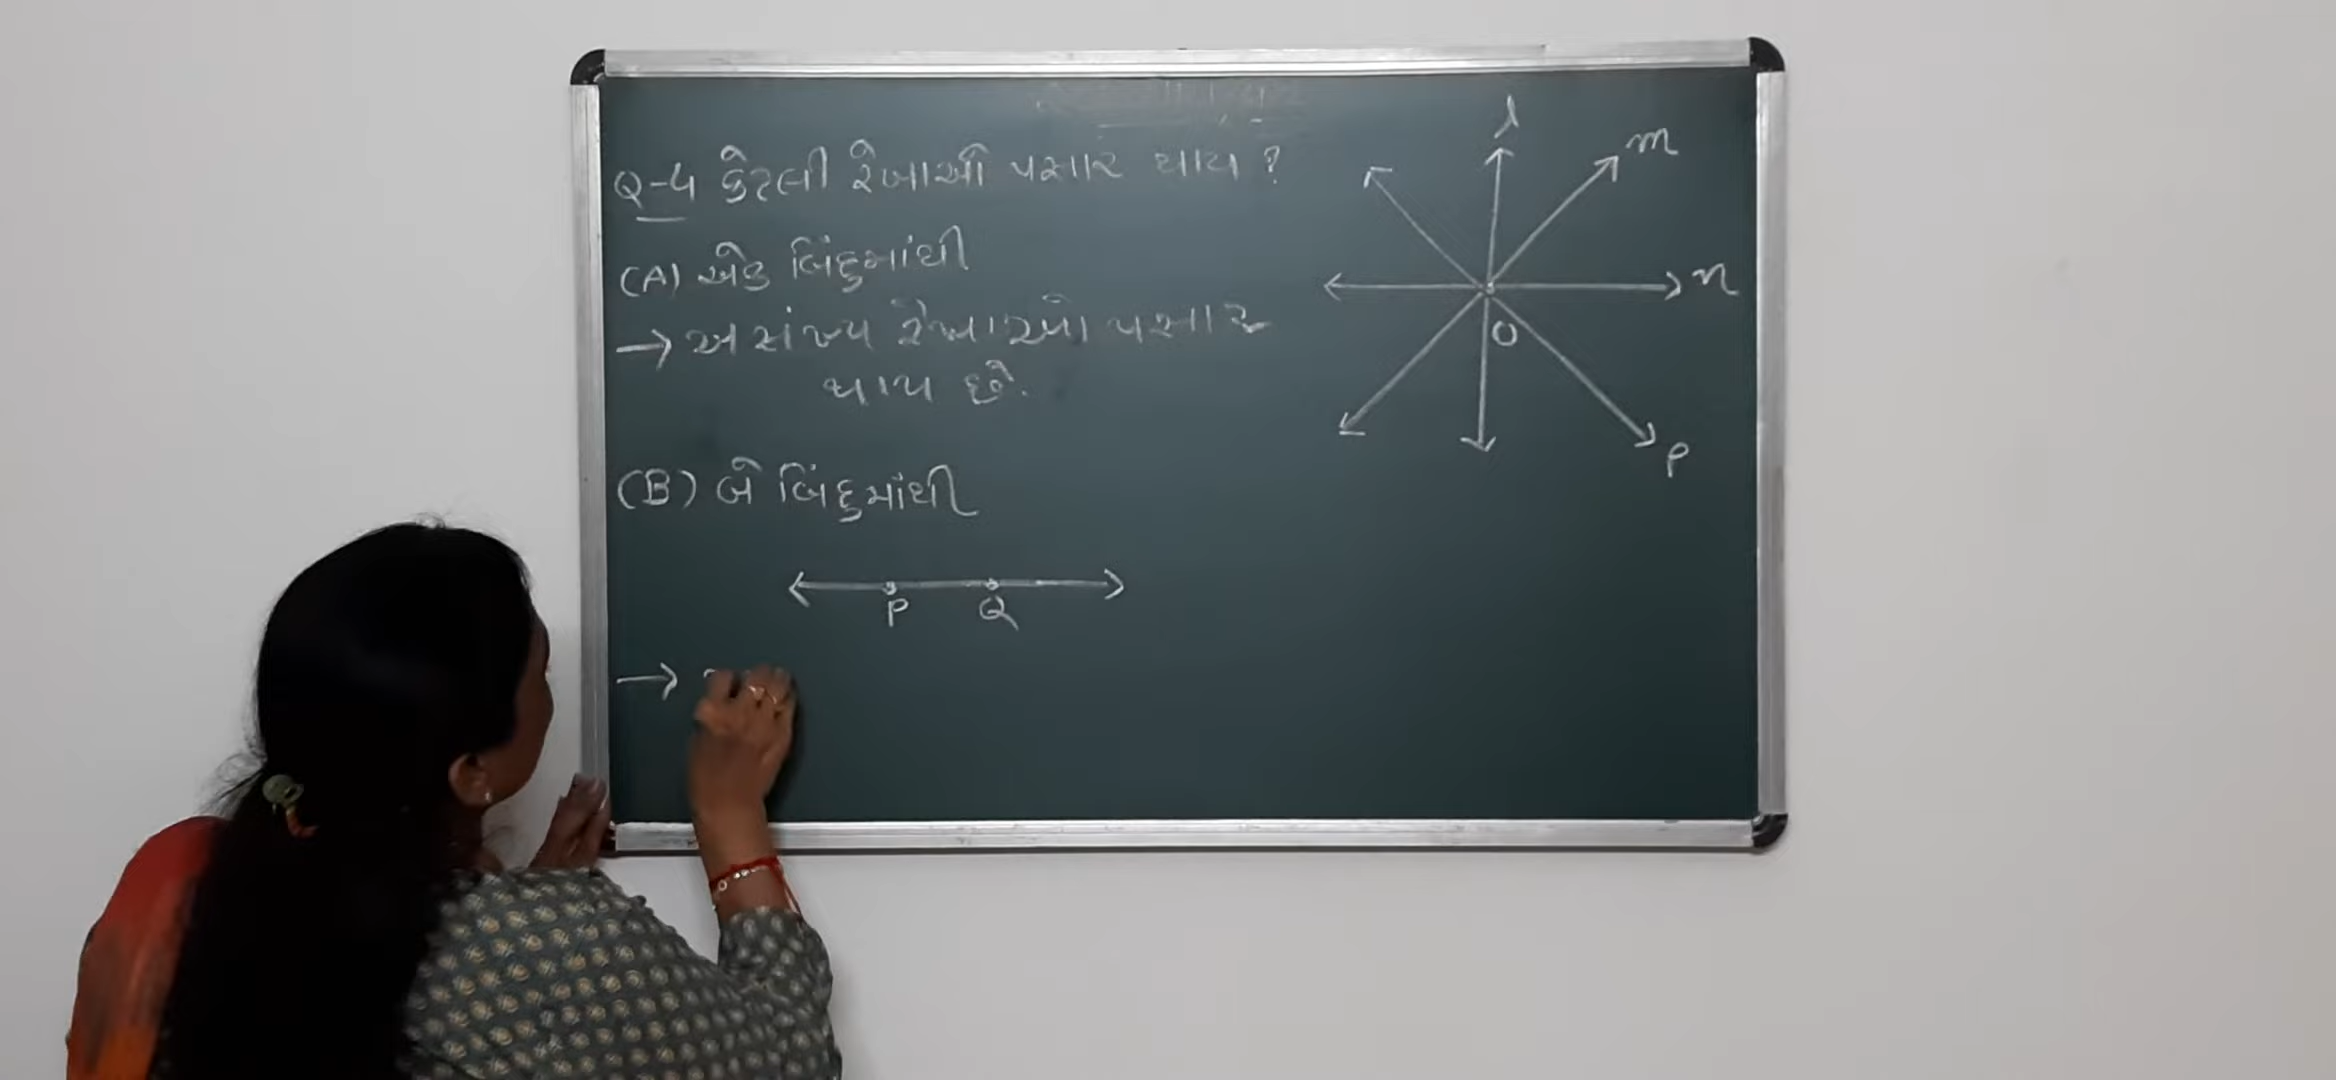 Q-4 કેટલી રેખાઓ પસાર થાય ?
(A) એક બિંદુમાંથી
→ અસંખ્ય રેખાઓ પસાર
થાય છે.
(B) બે બિંદુમાંથી
P Q
→
l
m
n
O
p